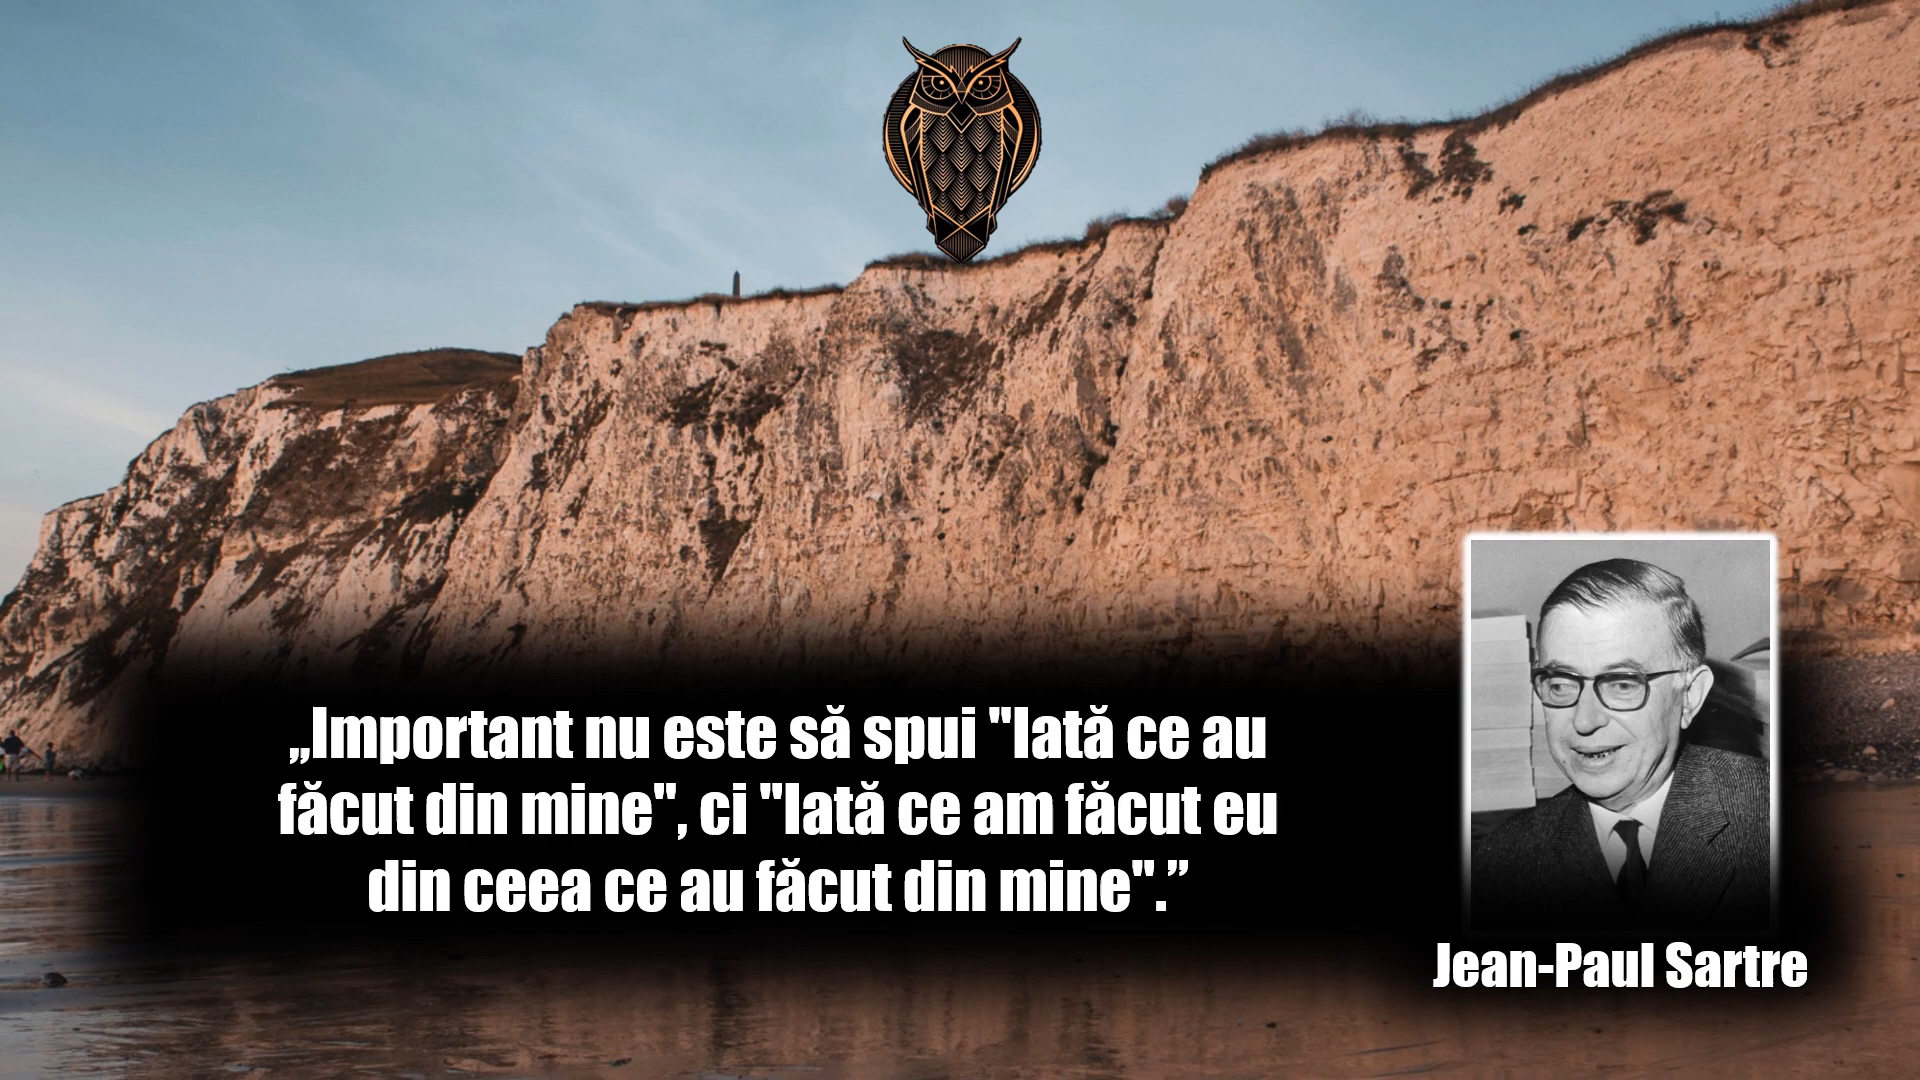 „Important nu este să spui "Iată ce au
făcut din mine", ci "Iată ce am făcut eu
din ceea ce au făcut din mine".”
Jean-Paul Sartre